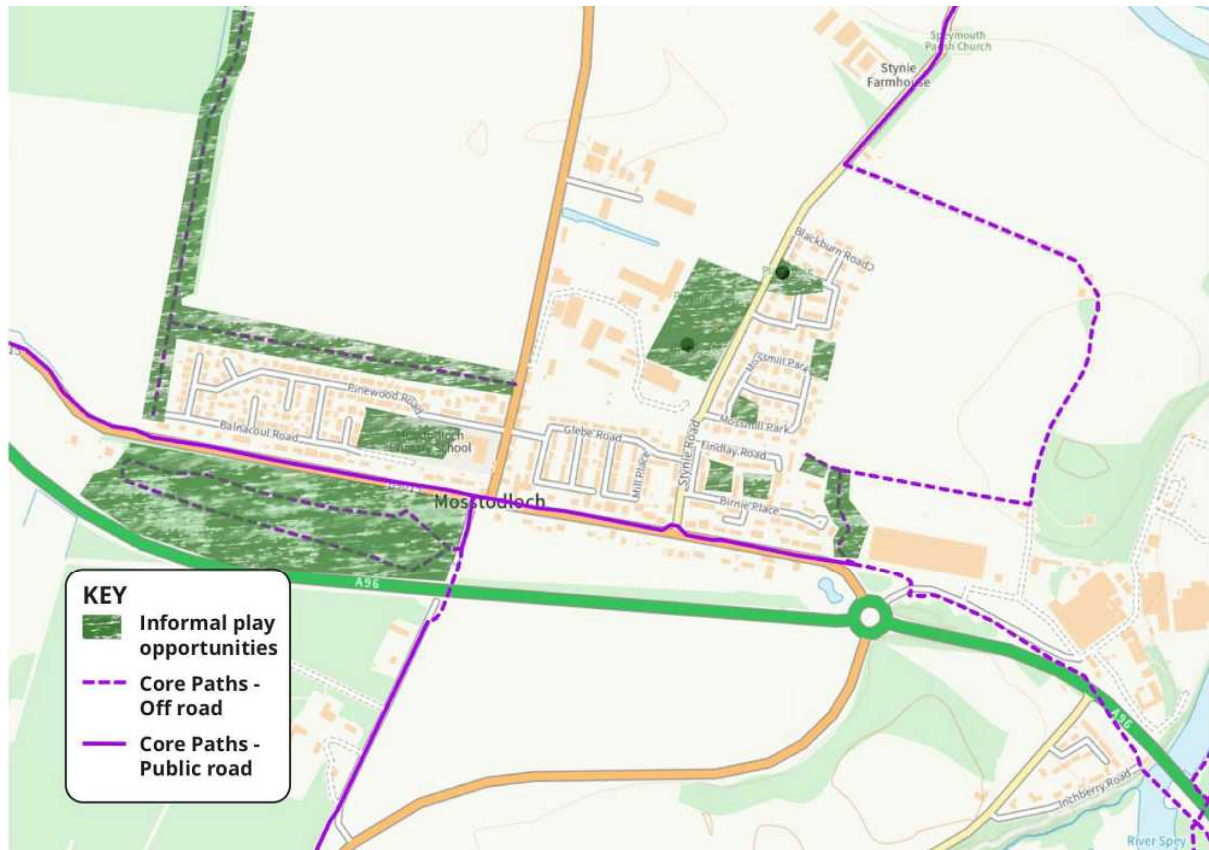 Speymouth
Parish Church
Stynie
Farmhouse
Blackburn Road
Mossmill Park
Pinewood Road
Balnacoul Road
School
Glebe Road
Mill Place
Stynie Road
Mossmill Park
Findlay Road
Birnie Place
Mosstodloch
A96
KEY
Informal play
opportunities
Core Paths -
Off road
Core Paths -
Public road
A96
Inchberry Road
River Spey